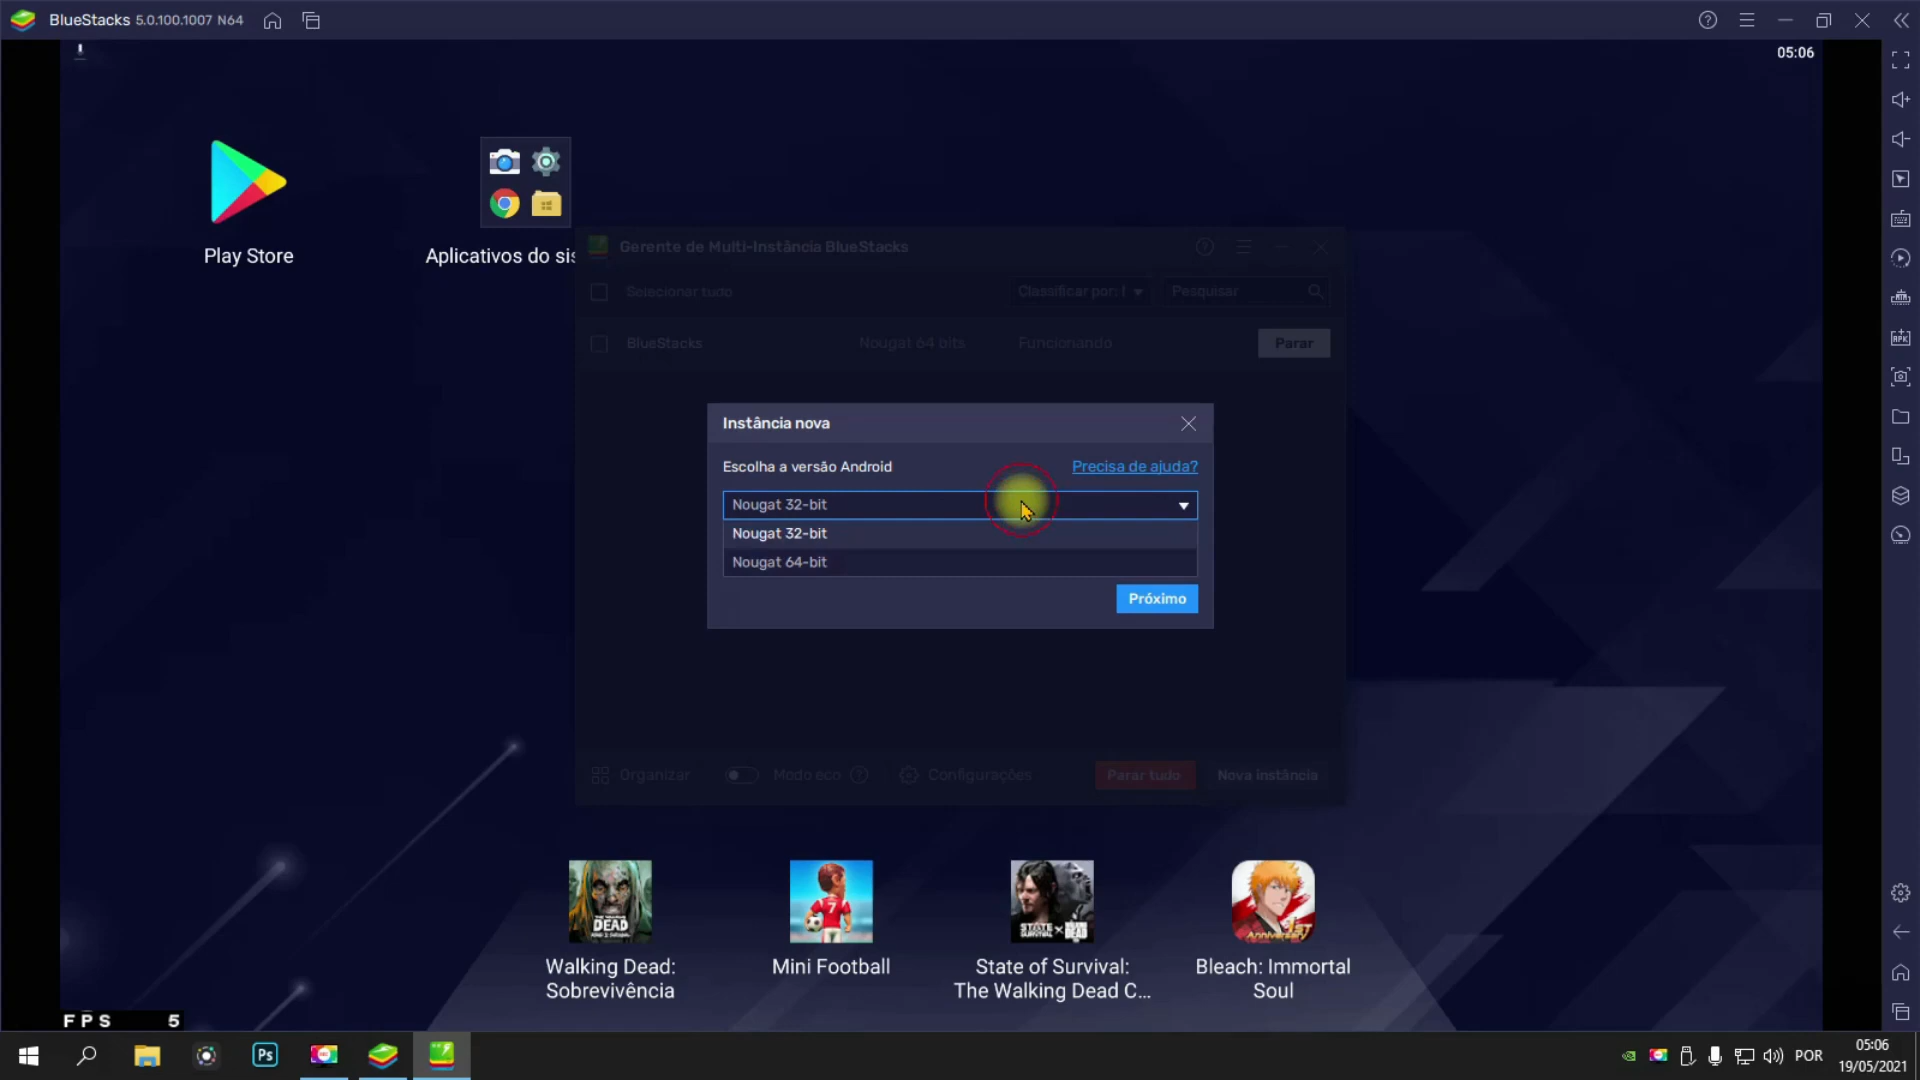 BlueStacks 5.0.100.1007 N64
05:06
Play Store
Aplicativos do sis
Gerente de Multi-Instância BlueStacks
Selecionar tudo
Classificar por: I
Pesquisar
BlueStacks
Nougat 64 bits
Funcionando
Parar
Instância nova
Escolha a versão Android
Precisa de ajuda?
Nougat 32-bit
Nougat 32-bit
Nougat 64-bit
Próximo
Organizar
Modo eco
Configurações
Parar tudo
Nova instância
Walking Dead:
Sobrevivência
Mini Football
State of Survival:
The Walking Dead C...
Bleach: Immortal
Soul
FPS 5
Ps
POR
05:06
19/05/2021